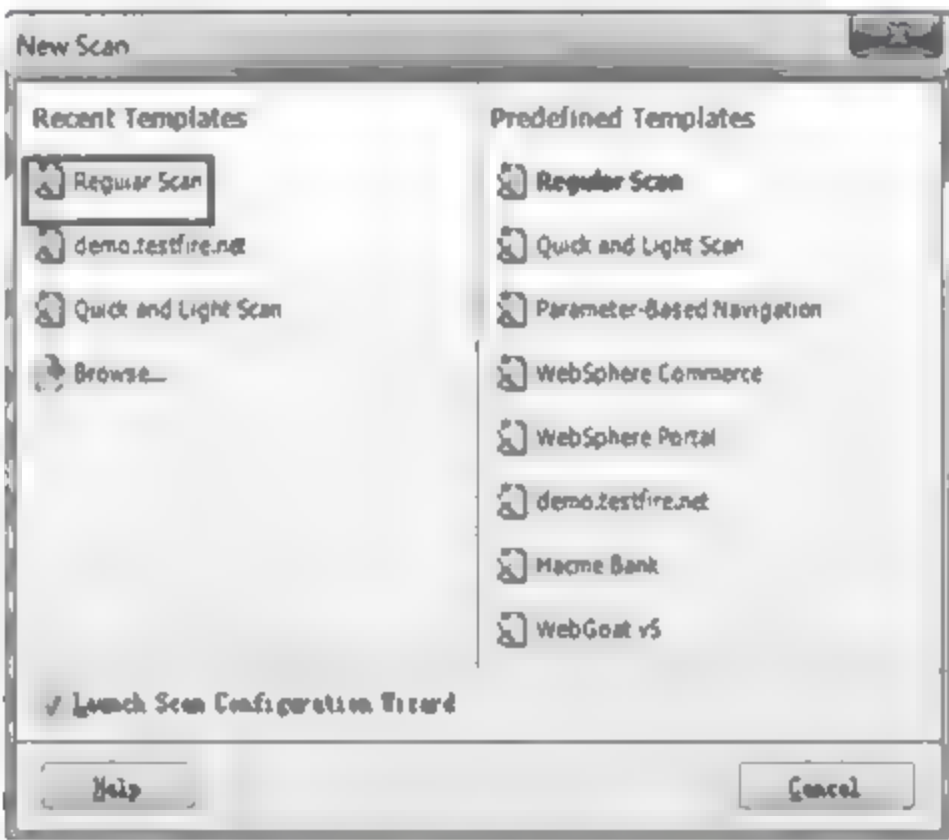 New Scan
Recent Templates
Regular Scan
demo.testfire.net
Quick and Light Scan
Browse...
Predefined Templates
Regular Scan
Quick and Light Scan
Parameter-Based Navigation
WebSphere Commerce
WebSphere Portal
demo.testfire.net
Hacme Bank
WebGoat v5
Launch Scan Configuration Wizard
Help
Cancel